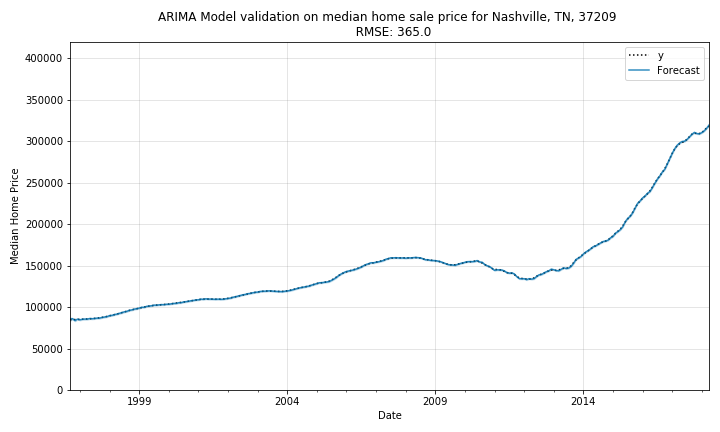 ARIMA Model validation on median home sale price for Nashville, TN, 37209
RMSE: 365.0
y
Forecast
400000
350000
300000
250000
200000
150000
100000
50000
0
Median Home Price
1999
2004
2009
2014
Date